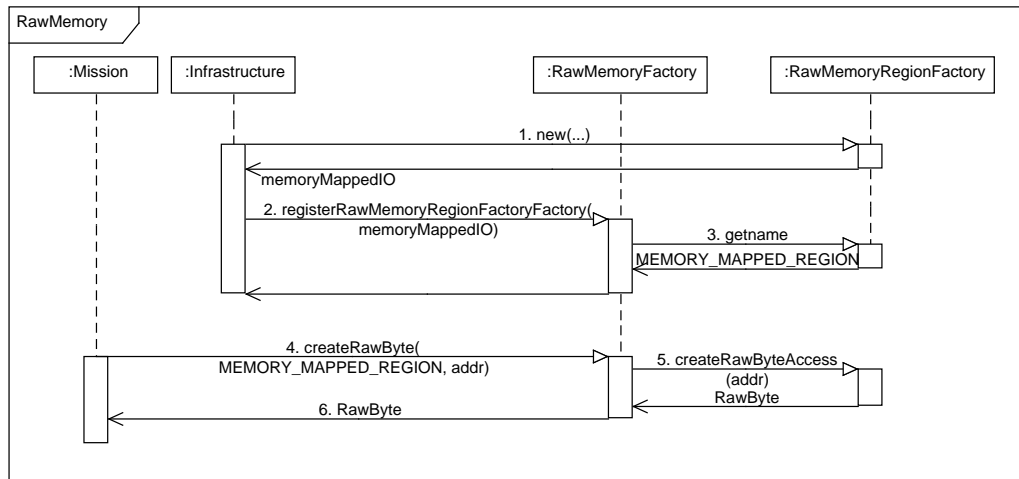 RawMemory
:Mission
:Infrastructure
:RawMemoryFactory
:RawMemoryRegionFactory
1. new(...)
memoryMappedIO
2. registerRawMemoryRegionFactoryFactory(
memoryMappedIO)
3. getname
MEMORY_MAPPED_REGION
4. createRawByte(
MEMORY_MAPPED_REGION, addr)
5. createRawByteAccess
(addr)
RawByte
6. RawByte